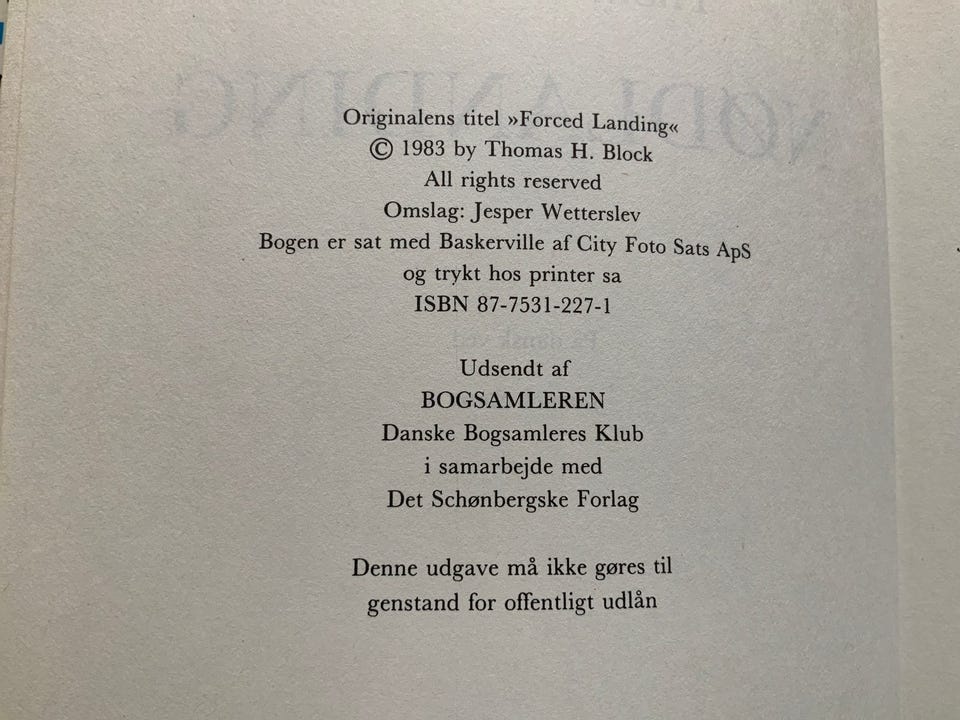 Originalens titel »Forced Landing«
© 1983 by Thomas H. Block
All rights reserved
Omslag: Jesper Wetterslev
Bogen er sat med Baskerville af City Foto Sats ApS
og trykt hos printer sa
ISBN 87-7531-227-1
Udsendt af
BOGSAMLEREN
Danske Bogsamleres Klub
i samarbejde med
Det Schønbergske Forlag
Denne udgave må ikke gøres til
genstand for offentligt udlån